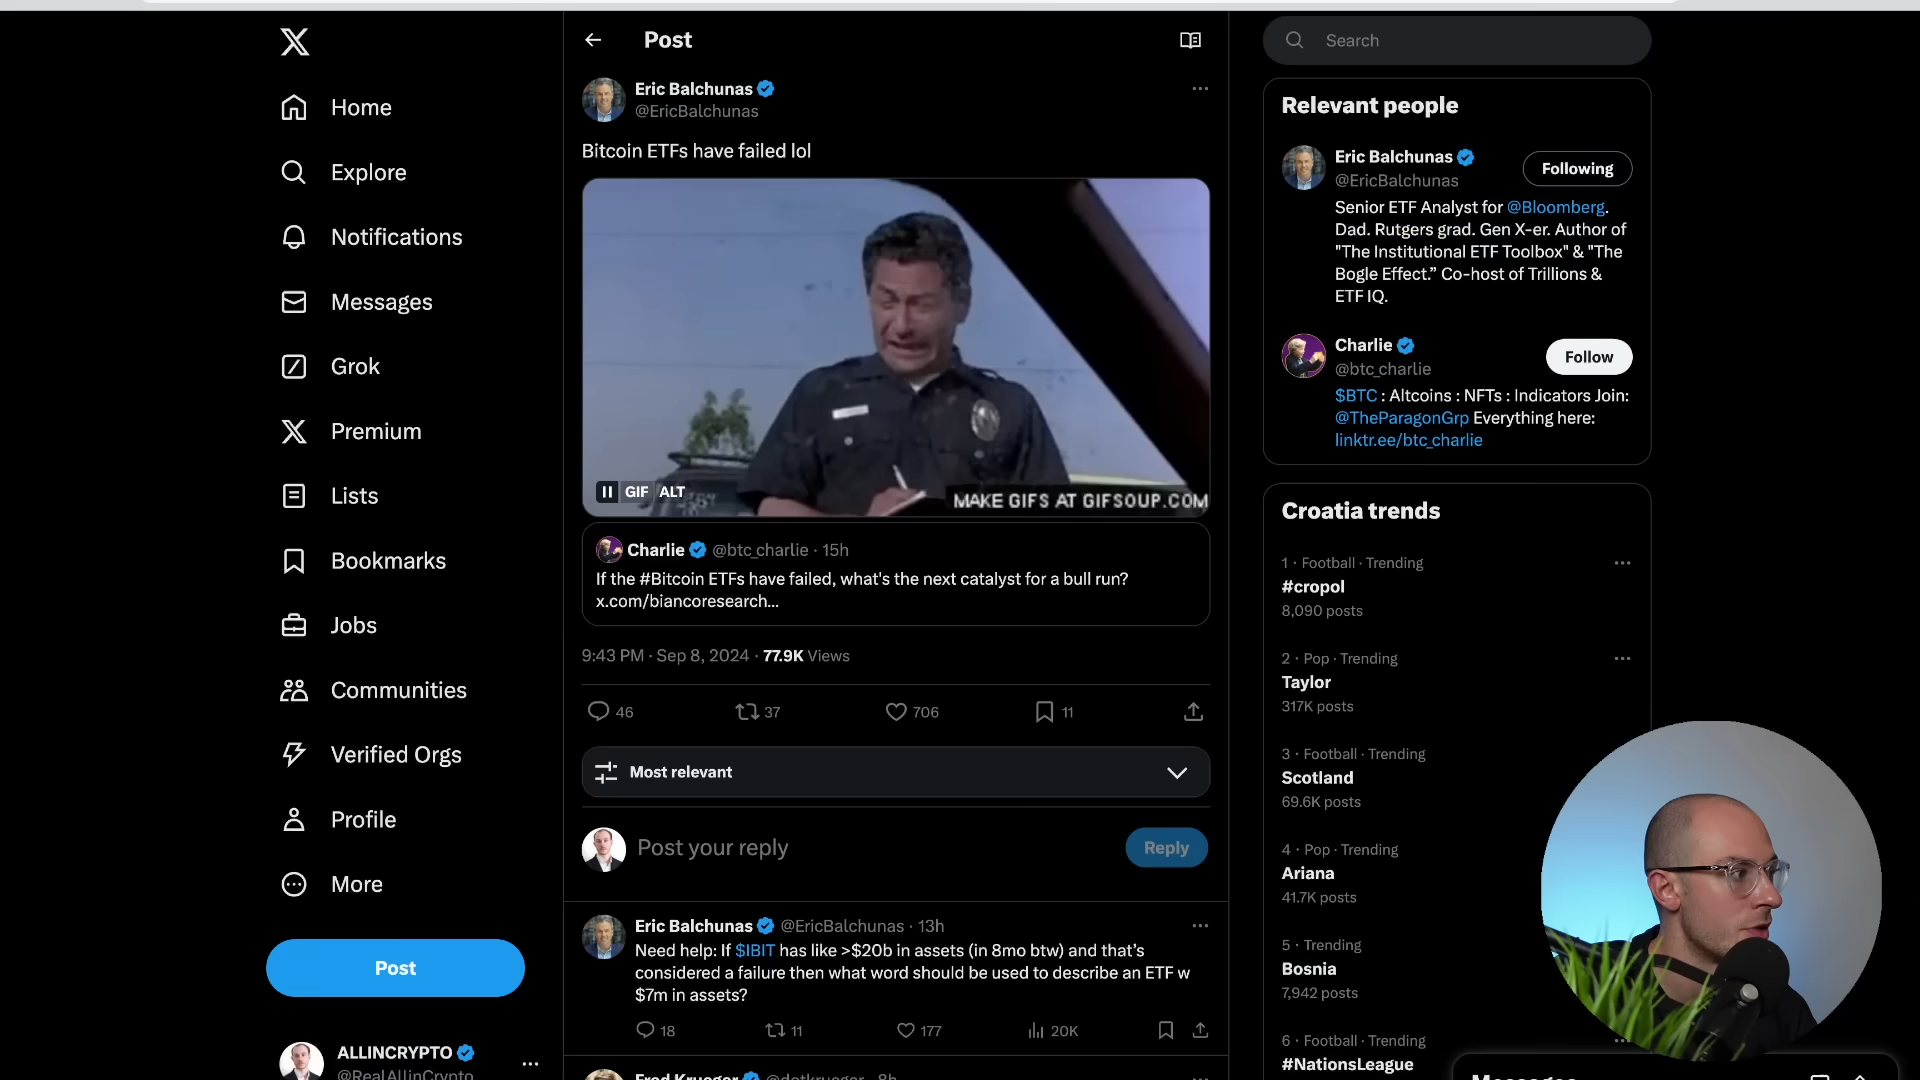 Home
Explore
Notifications
Messages
Grok
Premium
Lists
Bookmarks
Jobs
Communities
Verified Orgs
Profile
More
Post
ALLINCRYPTO
@RealAllinCrypto
Post
Eric Balchunas
@EricBalchunas
Bitcoin ETFs have failed lol
GIF ALT
MAKE GIFS AT GIFSOUP.COM
Charlie @btc_charlie · 15h
If the #Bitcoin ETFs have failed, what's the next catalyst for a bull run?
x.com/biancoresearch...
9:43 PM · Sep 8, 2024 · 77.9K Views
46 37 706 11
Most relevant
Post your reply
Reply
Eric Balchunas @EricBalchunas · 13h
Need help: If $IBIT has like >$20b in assets (in 8mo btw) and that's
considered a failure then what word should be used to describe an ETF w
$7m in assets?
18 11 177 20K
Fred Krueger @dotkrueger · 8h
Search
Relevant people
Eric Balchunas
@EricBalchunas
Following
Senior ETF Analyst for @Bloomberg.
Dad. Rutgers grad. Gen X-er. Author of
"The Institutional ETF Toolbox" & "The
Bogle Effect.” Co-host of Trillions &
ETF IQ.
Charlie
@btc_charlie
Follow
$BTC : Altcoins : NFTs : Indicators Join:
@TheParagonGrp Everything here:
linktr.ee/btc_charlie
Croatia trends
1 · Football · Trending
#cropol
8,090 posts
2 · Pop · Trending
Taylor
317K posts
3 · Football · Trending
Scotland
69.6K posts
4 · Pop · Trending
Ariana
41.7K posts
5 · Trending
Bosnia
7,942 posts
6 · Football · Trending
#NationsLeague
Messages